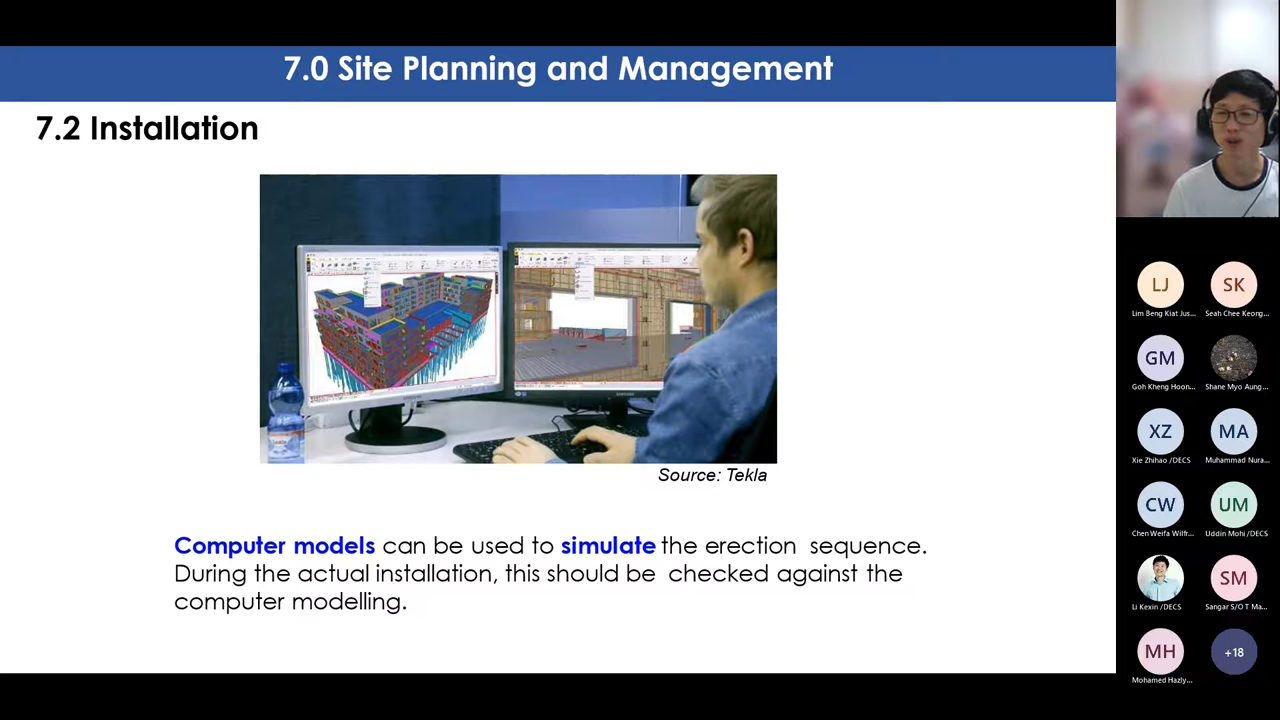 7.0 Site Planning and Management
7.2 Installation
Source: Tekla
Computer models can be used to simulate the erection sequence.
During the actual installation, this should be checked against the
computer modelling.
LJ
SK
Lim Beng Kiat Jus...
Seah Chee Keong...
GM
Goh Kheng Hoon...
Shane Myo Aung...
XZ
MA
Xie Zhihao /DECS
Muhammad Nura...
CW
UM
Chen Weifa Wilfr...
Uddin Mohi /DECS
SM
Li Kexin /DECS
Sangar S/O T Ma...
MH
+18
Mohamed Hazly...